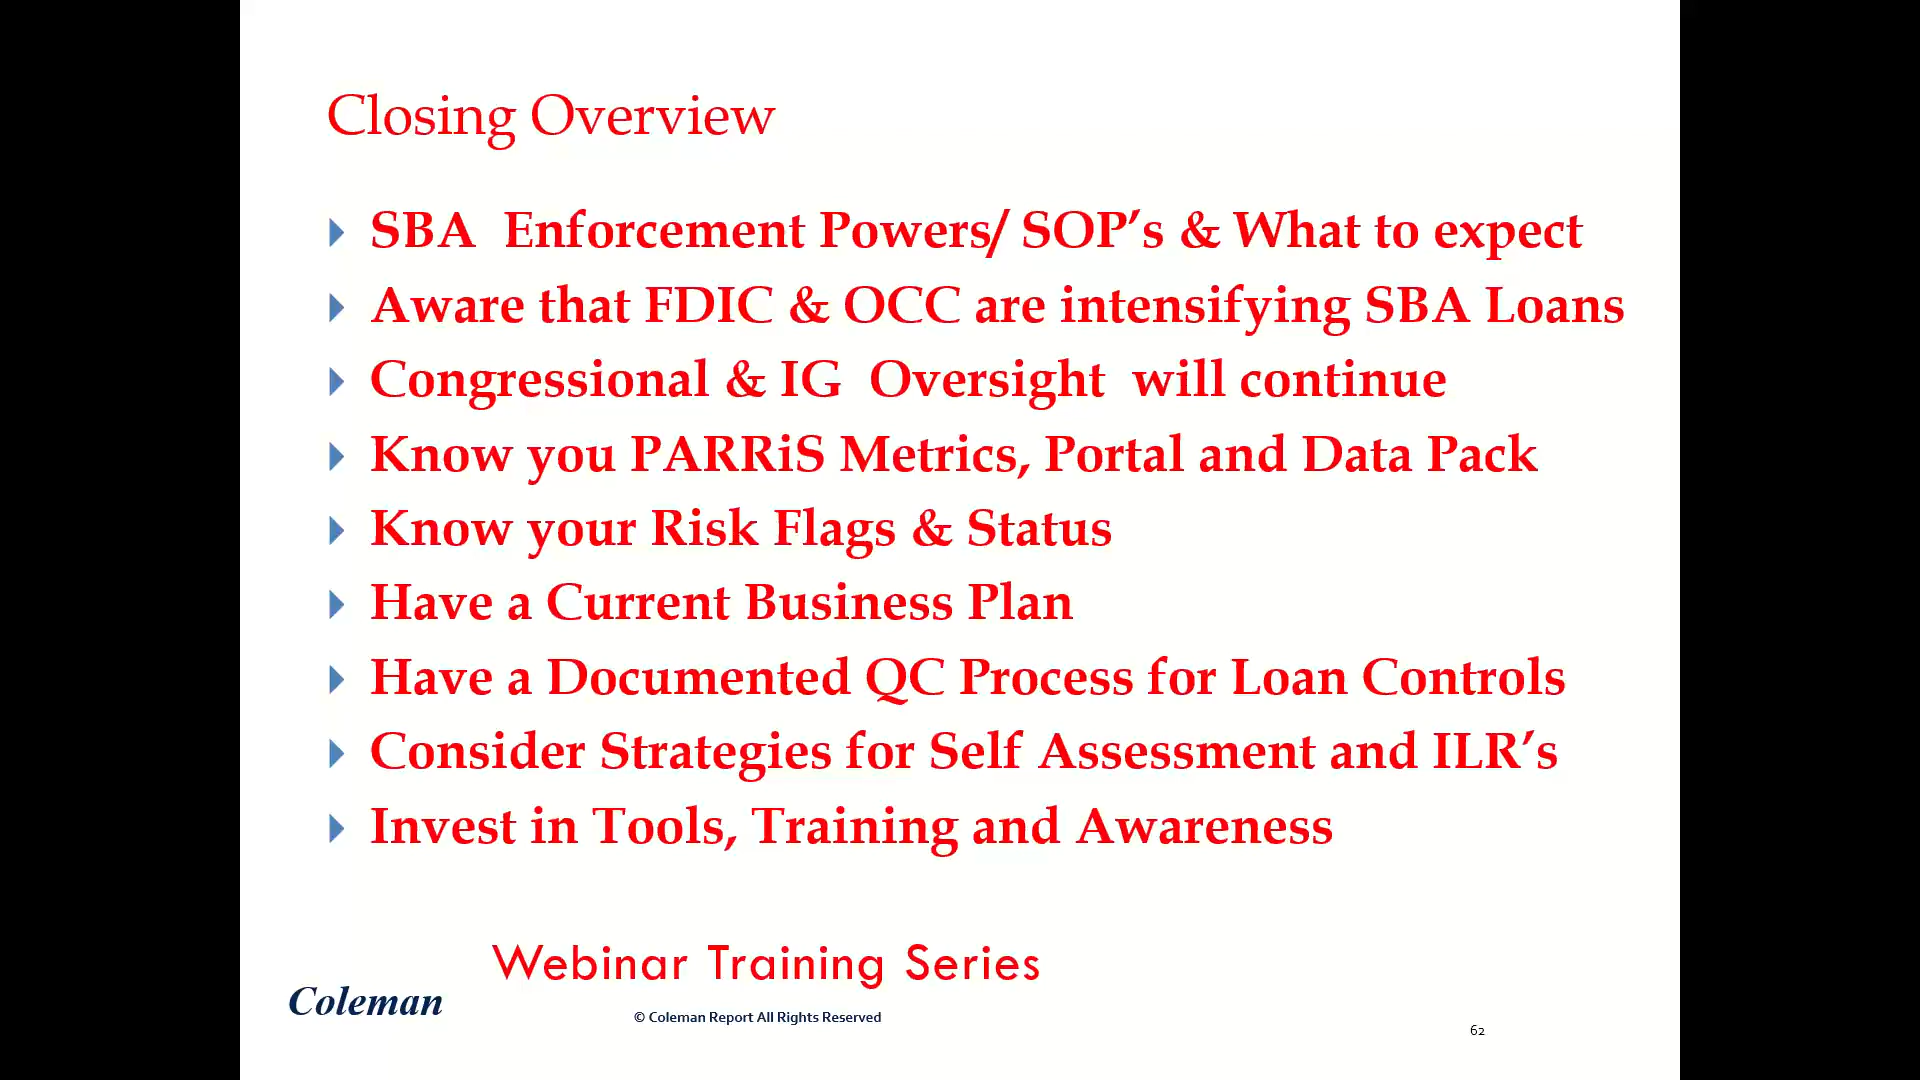 Closing Overview
SBA Enforcement Powers/ SOP’s & What to expect
Aware that FDIC & OCC are intensifying SBA Loans
Congressional & IG Oversight will continue
Know you PARRiS Metrics, Portal and Data Pack
Know your Risk Flags & Status
Have a Current Business Plan
Have a Documented QC Process for Loan Controls
Consider Strategies for Self Assessment and ILR’s
Invest in Tools, Training and Awareness
Webinar Training Series
Coleman
© Coleman Report All Rights Reserved
62